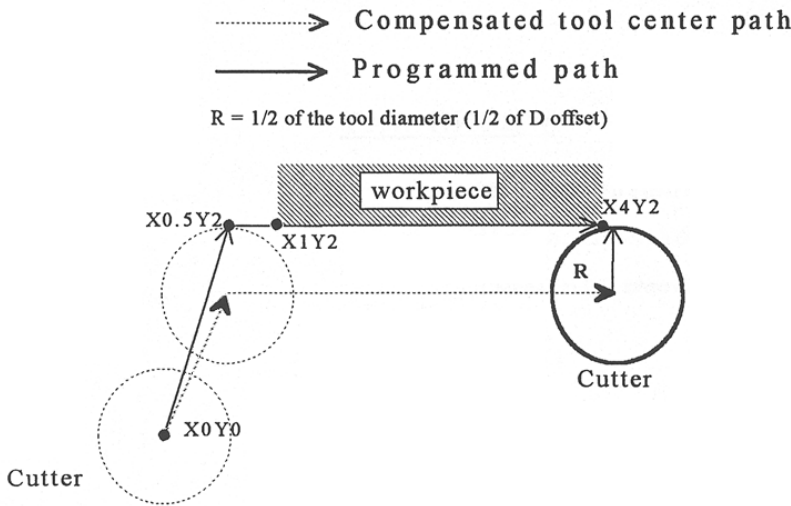 Compensated tool center path
Programmed path
R = 1/2 of the tool diameter (1/2 of D offset)
workpiece
X0.5Y2
X1Y2
X4Y2
R
Cutter
X0Y0
Cutter